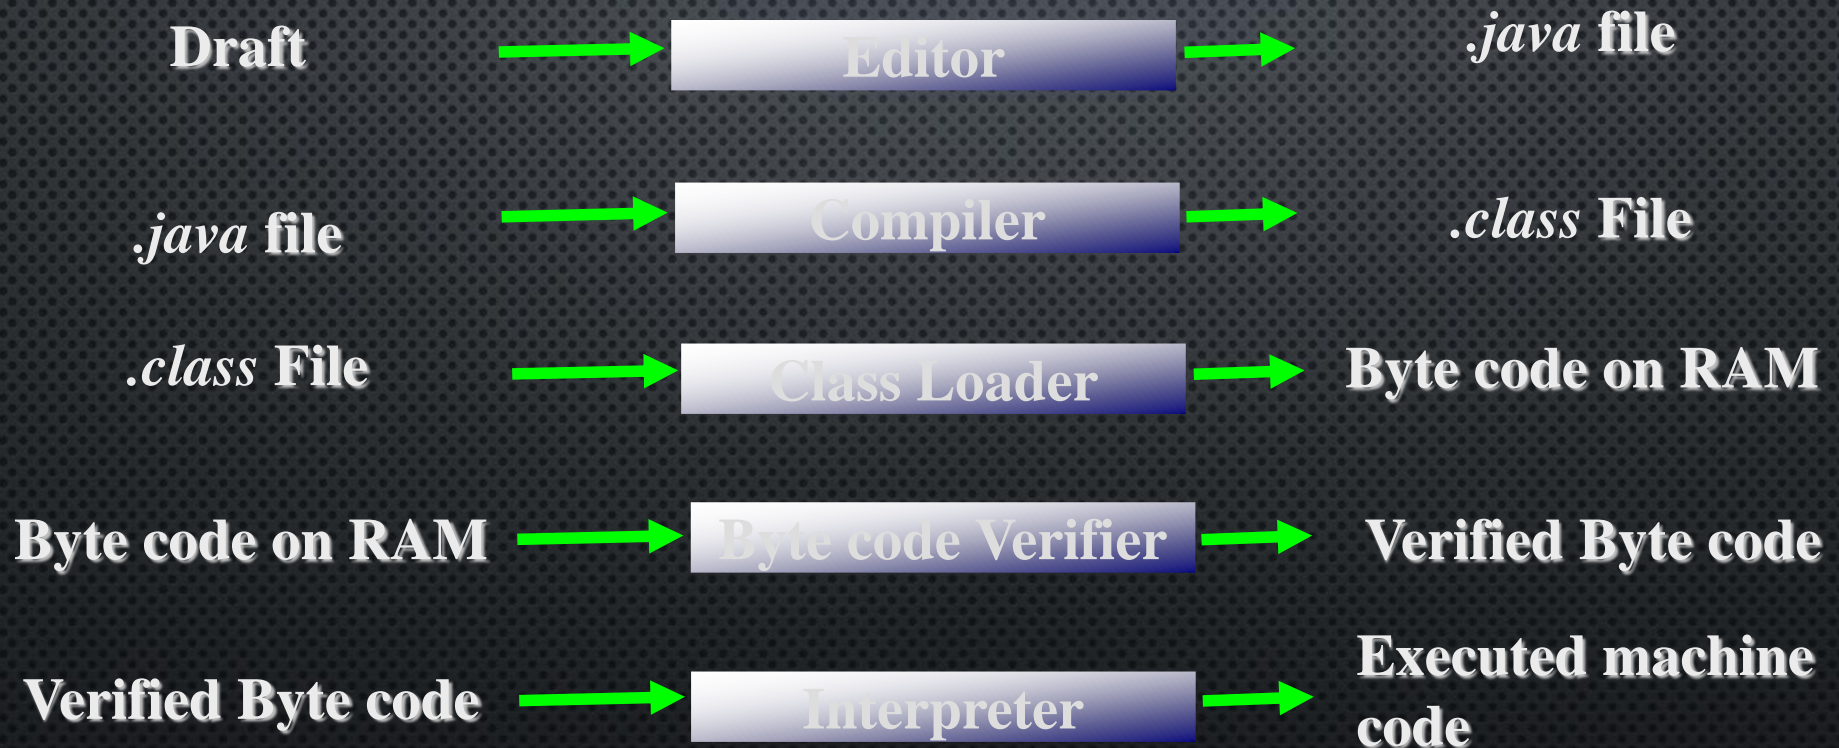 Draft Editor .java file
.java file Compiler .class File
.class File Class Loader Byte code on RAM
Byte code on RAM Byte code Verifier Verified Byte code
Verified Byte code Interpreter Executed machine
code